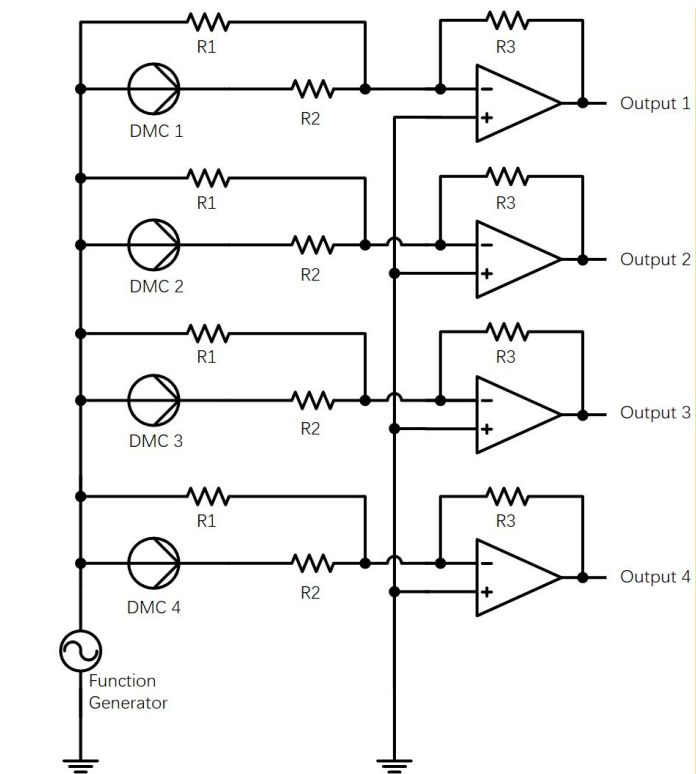 R1
R3
DMC 1
R2
Output 1
R1
R3
DMC 2
R2
Output 2
R1
R3
DMC 3
R2
Output 3
R1
R3
DMC 4
R2
Output 4
Function
Generator